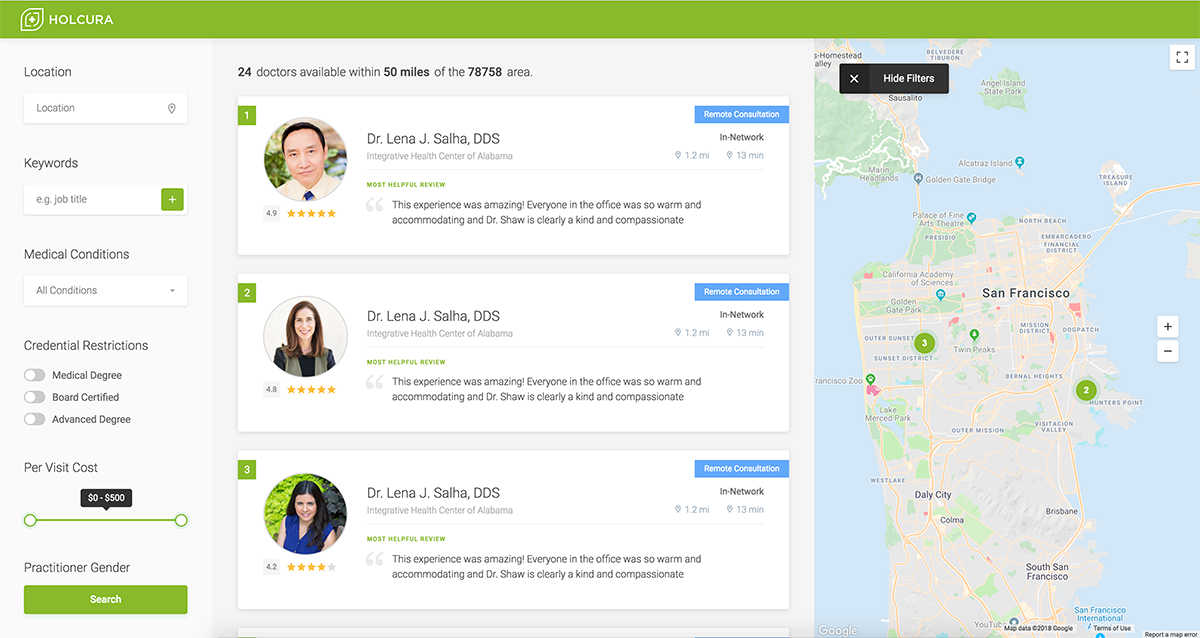 HOLCURA
Location
Location
Keywords
e.g. job title
+
Medical Conditions
All Conditions
Credential Restrictions
Medical Degree
Board Certified
Advanced Degree
Per Visit Cost
$0 - $500
Practitioner Gender
Search
24 doctors available within 50 miles of the 78758 area.
1
Remote Consultation
Dr. Lena J. Salha, DDS
In-Network
Integrative Health Center of Alabama
1.2 mi 13 min
MOST HELPFUL REVIEW
“ This experience was amazing! Everyone in the office was so warm and
accommodating and Dr. Shaw is clearly a kind and compassionate
4.9
2
Remote Consultation
Dr. Lena J. Salha, DDS
In-Network
Integrative Health Center of Alabama
1.2 mi 13 min
MOST HELPFUL REVIEW
“ This experience was amazing! Everyone in the office was so warm and
accommodating and Dr. Shaw is clearly a kind and compassionate
4.8
3
Remote Consultation
Dr. Lena J. Salha, DDS
In-Network
Integrative Health Center of Alabama
1.2 mi 13 min
MOST HELPFUL REVIEW
“ This experience was amazing! Everyone in the office was so warm and
accommodating and Dr. Shaw is clearly a kind and compassionate
4.2
s-Homestead
alley
BELVEDERE
TIBURON
× Hide Filters
Sausalito
Angel Island
State Park
Alcatraz Island
Marin
Headlands
Golden Gate Bridge
TREASURE
ISLAND
Palace of Fine
Arts Theatre
NORTH BEACH
PRESIDIO
EMBARCADERO
FINANCIAL
DISTRICT
California Academy
of Sciences
San Francisco
Golden
Gate Park
MISSION
DISTRICT
DOGPATCH
+
−
OUTER SUNSET
3
SUNSET DISTRICT
Twin Peaks
rancisco Zoo
BERNAL HEIGHTS
2
HUNTERS POINT
Lake
Merced Park
OUTER MISSION
VISITACION
VALLEY
WESTLAKE
Daly City
Colma
Brisbane
South San
Francisco
San Francisco
International
YouTu
Google
Map data ©2018 Google
Terms of Use
Report a map error